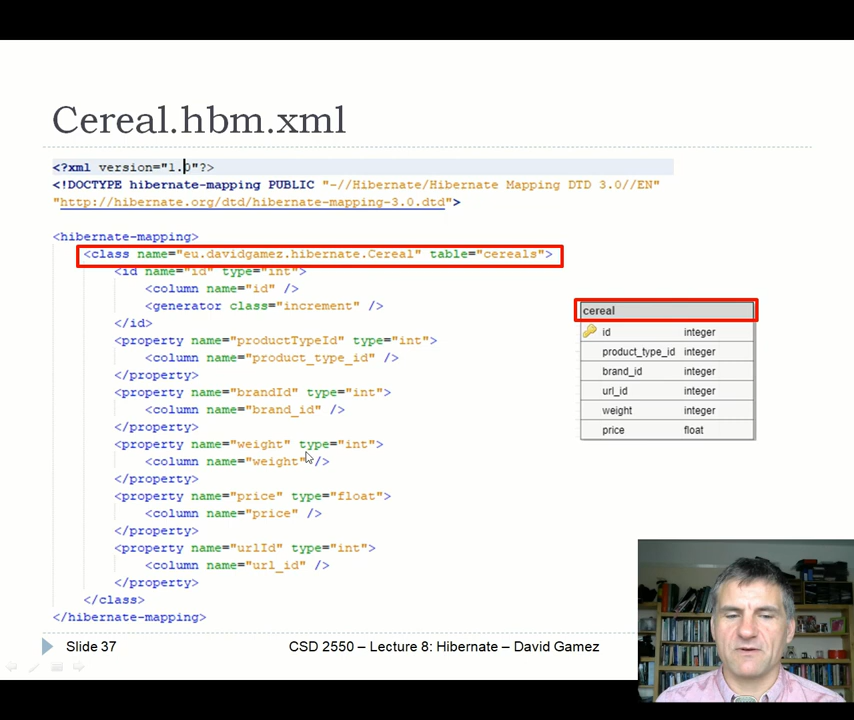 Cereal.hbm.xml
<?xml version="1.0"?>
<!DOCTYPE hibernate-mapping PUBLIC "-//Hibernate/Hibernate Mapping DTD 3.0//EN"
"http://hibernate.org/dtd/hibernate-mapping-3.0.dtd">
<hibernate-mapping>
<class name="eu.davidgamez.hibernate.Cereal" table="cereals">
<id name="id" type="int">
<column name="id" />
<generator class="increment" />
</id>
<property name="productTypeId" type="int">
<column name="product_type_id" />
</property>
<property name="brandId" type="int">
<column name="brand_id" />
</property>
<property name="weight" type="int">
<column name="weight" />
</property>
<property name="price" type="float">
<column name="price" />
</property>
<property name="urlId" type="int">
<column name="url_id" />
</property>
</class>
</hibernate-mapping>
cereal
id integer
product_type_id integer
brand_id integer
url_id integer
weight integer
price float
Slide 37
CSD 2550 – Lecture 8: Hibernate – David Gamez